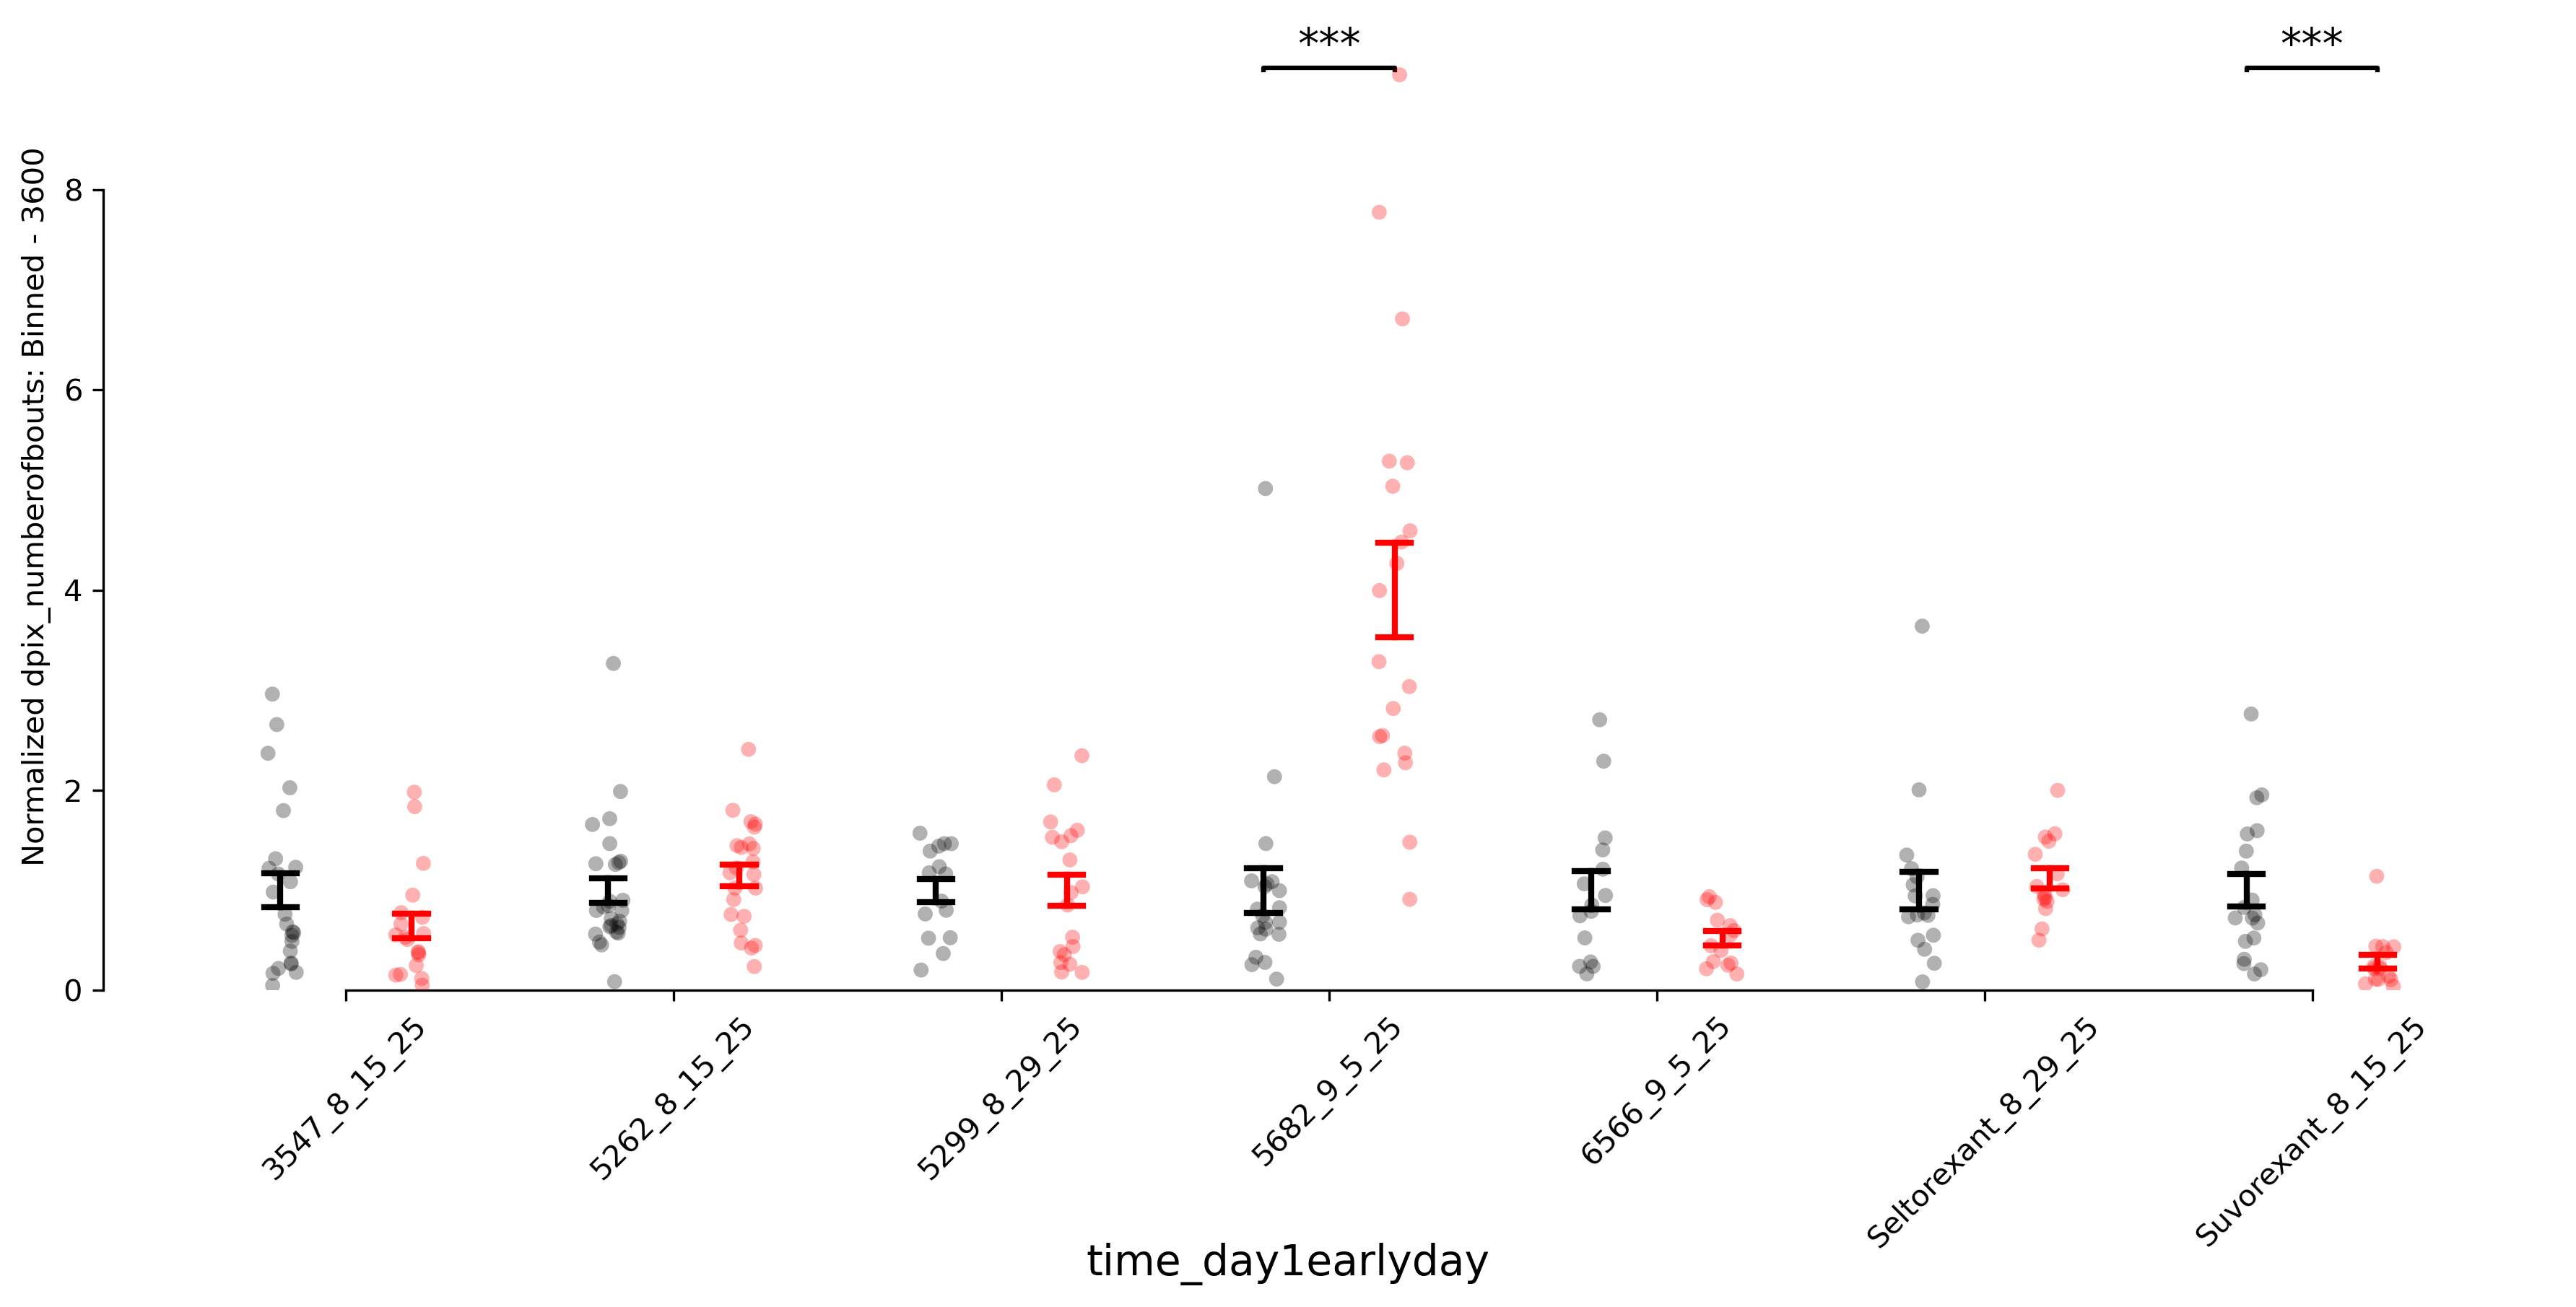 *** ***
Normalized dpix_numberofbouts: Binned - 3600
8
6
4
2
0
3547_8_15_25
5262_8_15_25
5299_8_29_25
5682_9_5_25
6566_9_5_25
Seltorexant_8_29_25
Suvorexant_8_15_25
time_day1earlyday